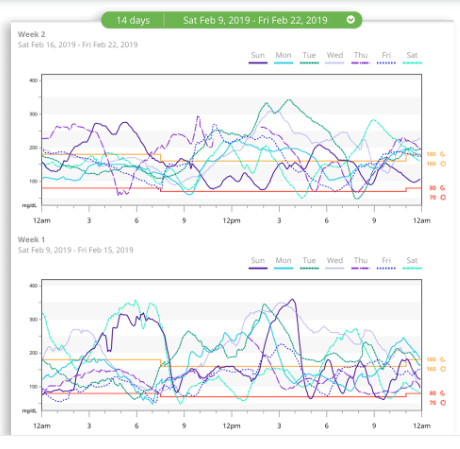 14 days Sat Feb 9, 2019 - Fri Feb 22, 2019
Week 2
Sat Feb 16, 2019 - Fri Feb 22, 2019
Sun Mon Tue Wed Thu Fri Sat
400
300
200
180
160
100
80
70
mg/dL
12am 3 6 9 12pm 3 6 9 12am
Week 1
Sat Feb 9, 2019 - Fri Feb 15, 2019
Sun Mon Tue Wed Thu Fri Sat
400
300
200
180
160
100
80
70
mg/dL
12am 3 6 9 12pm 3 6 9 12am